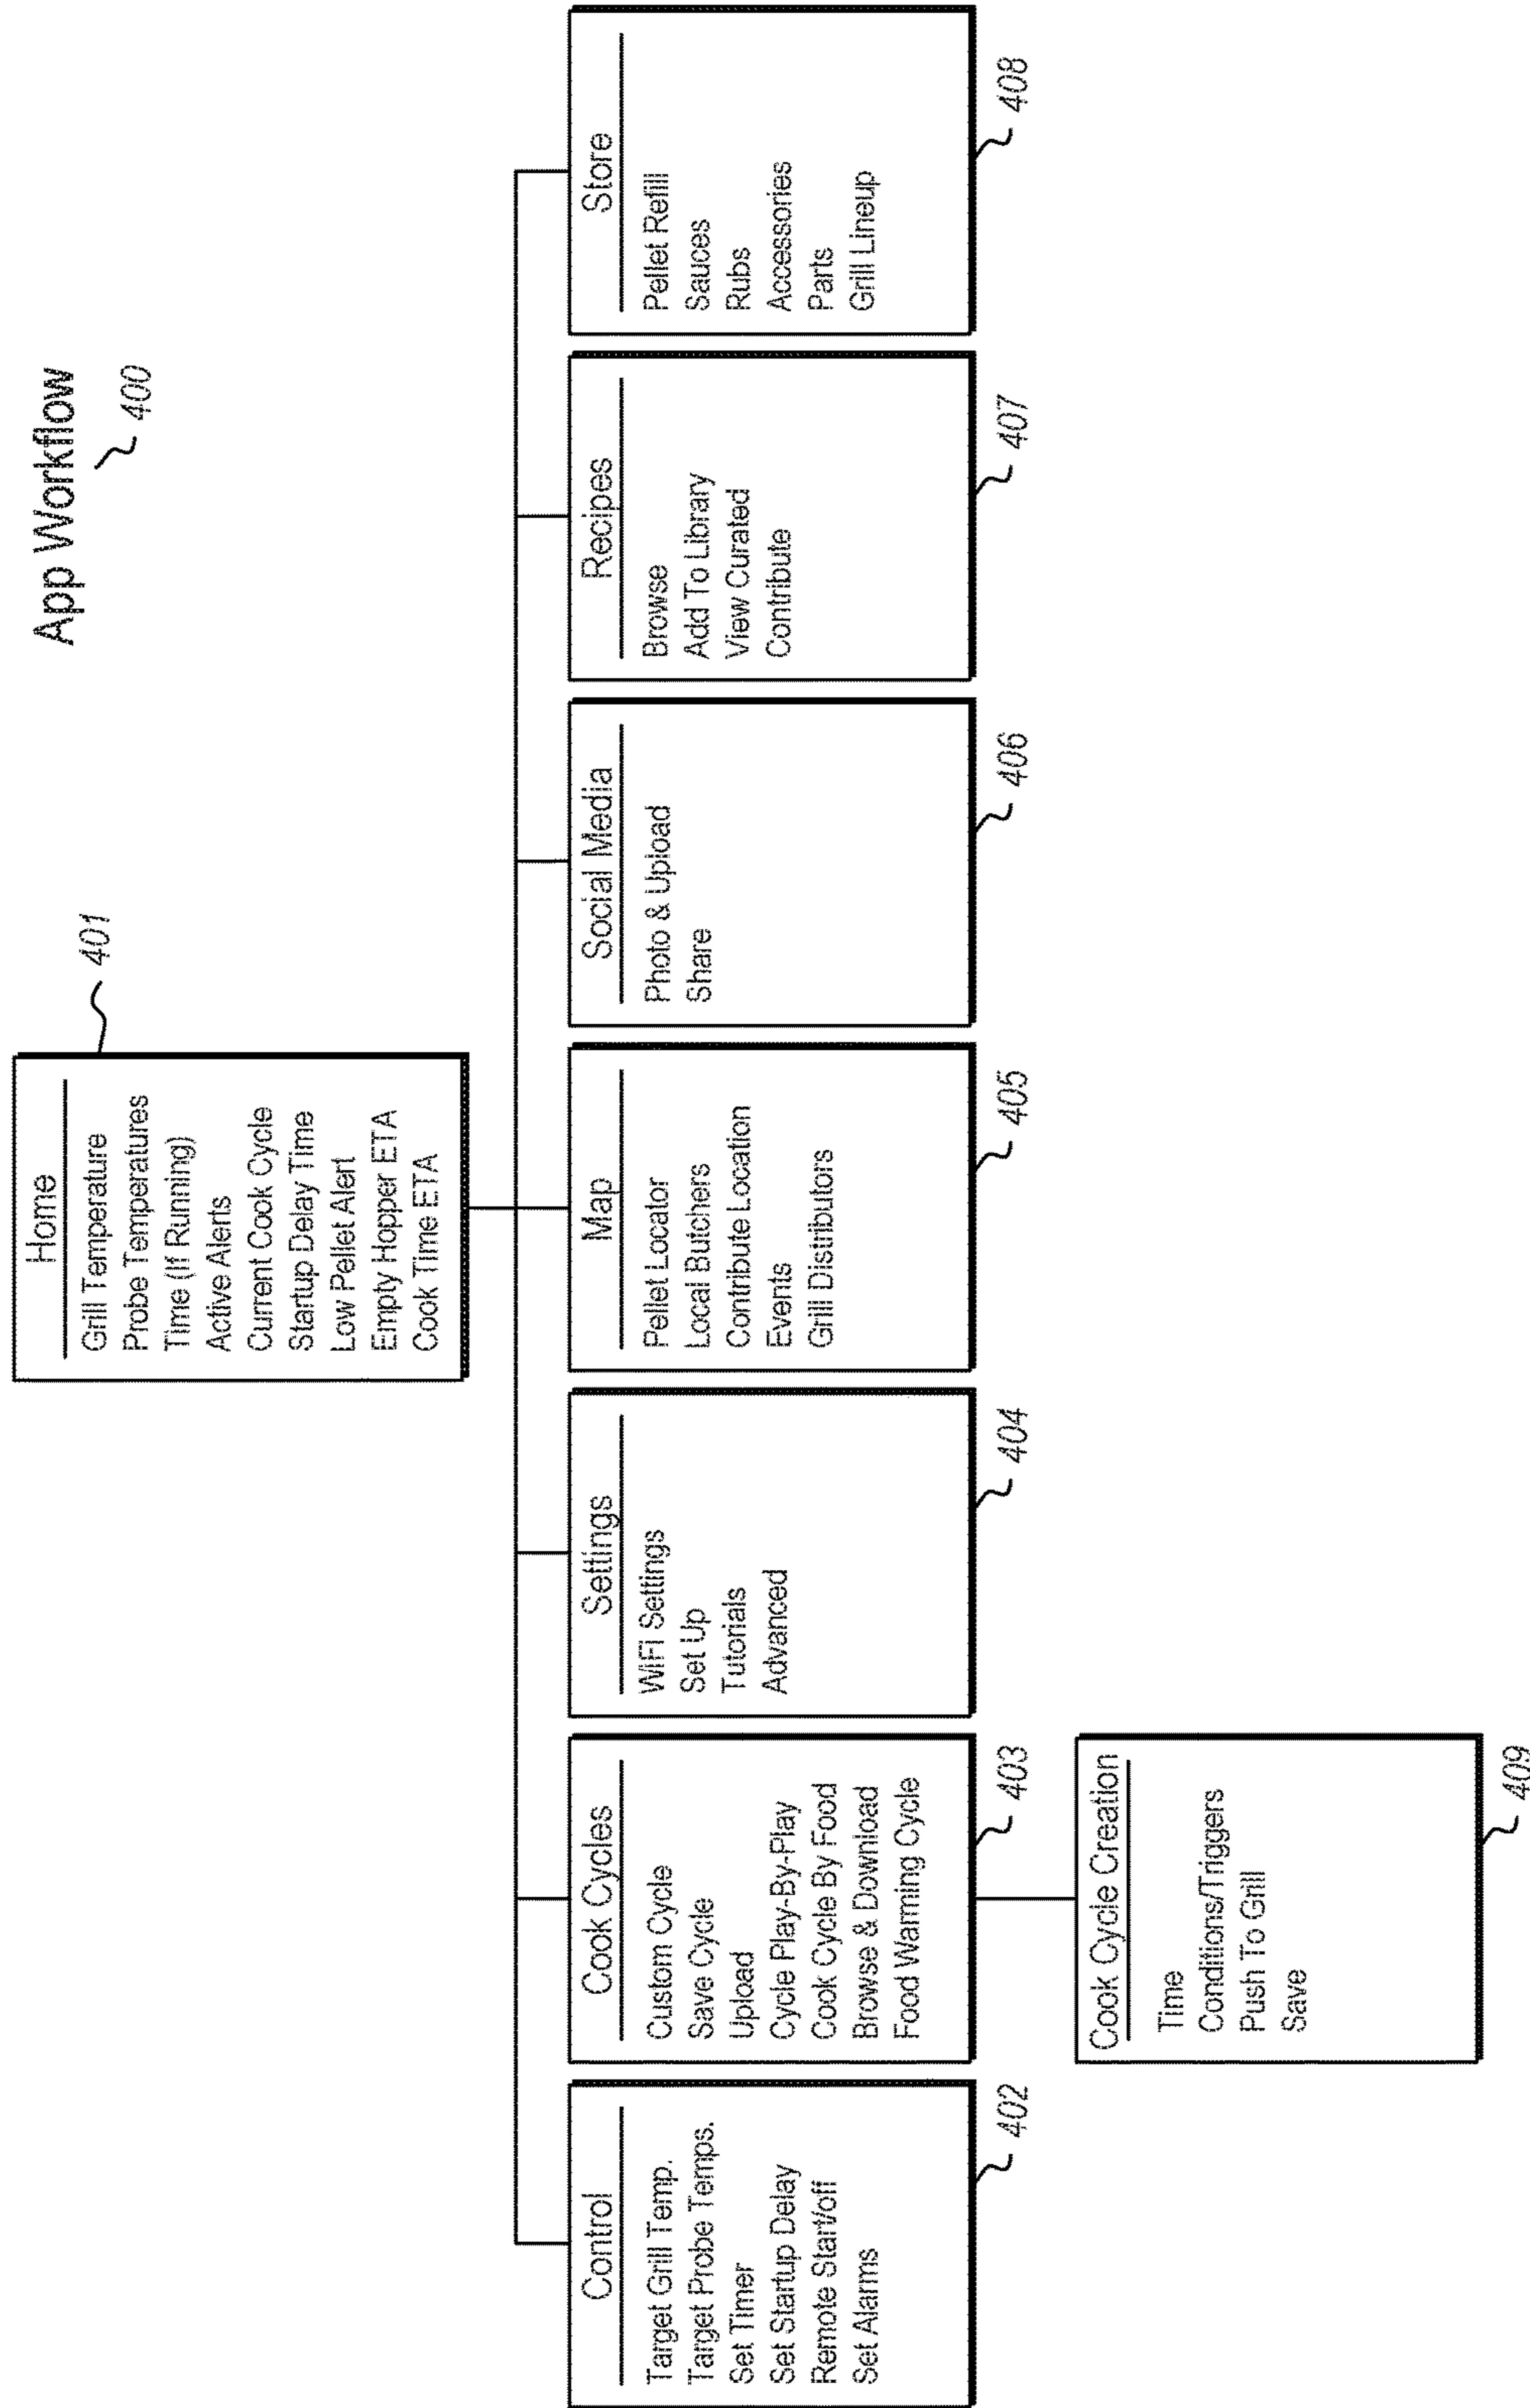 App Workflow
400
Home
Grill Temperature
Probe Temperatures
Time (If Running)
Active Alerts
Current Cook Cycle
Startup Delay Time
Low Pellet Alert
Empty Hopper ETA
Cook Time ETA
401
Control
Target Grill Temp.
Target Probe Temps.
Set Timer
Set Startup Delay
Remote Start/off
Set Alarms
402
Cook Cycles
Custom Cycle
Save Cycle
Upload
Cycle Play-By-Play
Cook Cycle By Food
Browse & Download
Food Warming Cycle
403
Settings
WiFi Settings
Set Up
Tutorials
Advanced
404
Map
Pellet Locator
Local Butchers
Contribute Location
Events
Grill Distributors
405
Social Media
Photo & Upload
Share
406
Recipes
Browse
Add To Library
View Curated
Contribute
407
Store
Pellet Refill
Sauces
Rubs
Accessories
Parts
Grill Lineup
408
Cook Cycle Creation
Time
Conditions/Triggers
Push To Grill
Save
409